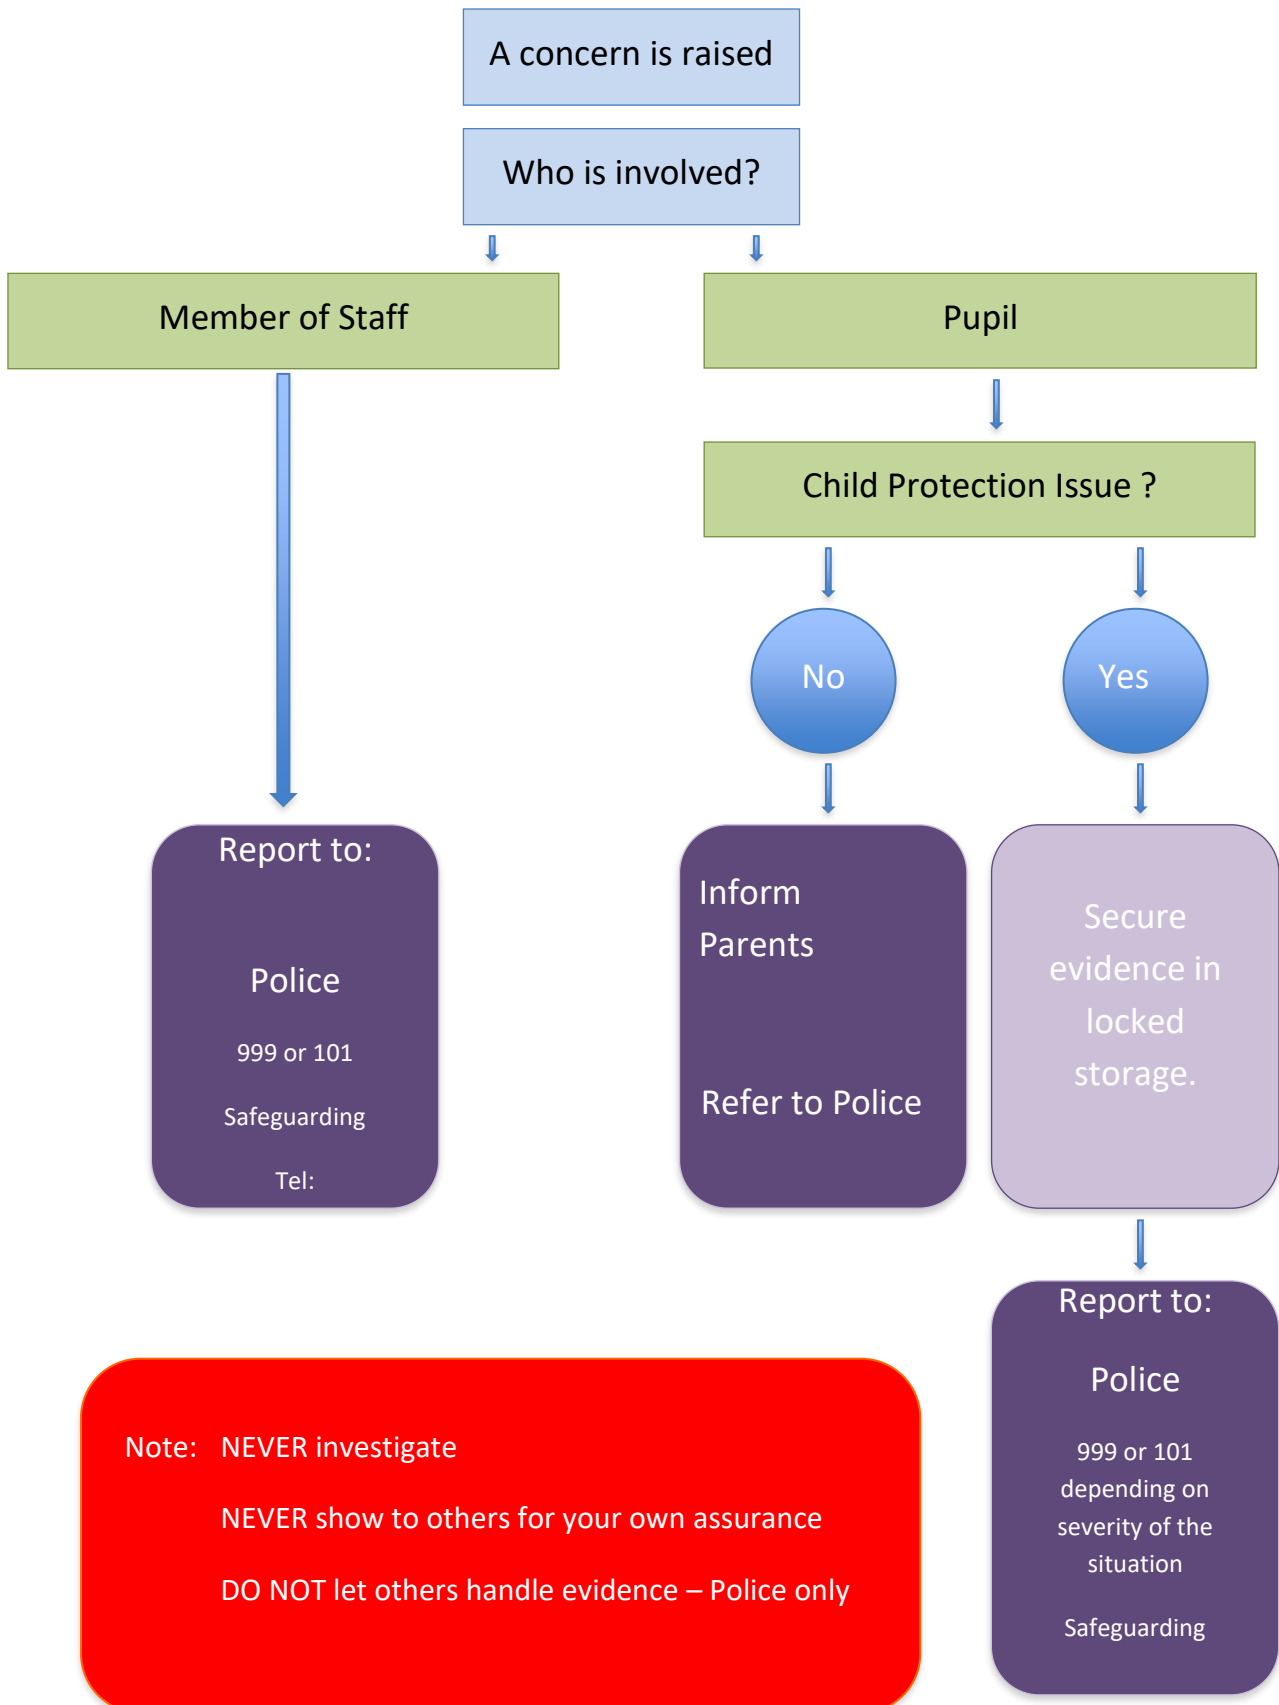 A concern is raised
Who is involved?
Member of Staff
Pupil
Child Protection Issue ?
No
Yes
Report to:
Police
999 or 101
Safeguarding
Tel:
Inform
Parents
Refer to Police
Secure
evidence in
locked
storage.
Report to:
Police
999 or 101
depending on
severity of the
situation
Safeguarding
Note: NEVER investigate
NEVER show to others for your own assurance
DO NOT let others handle evidence – Police only